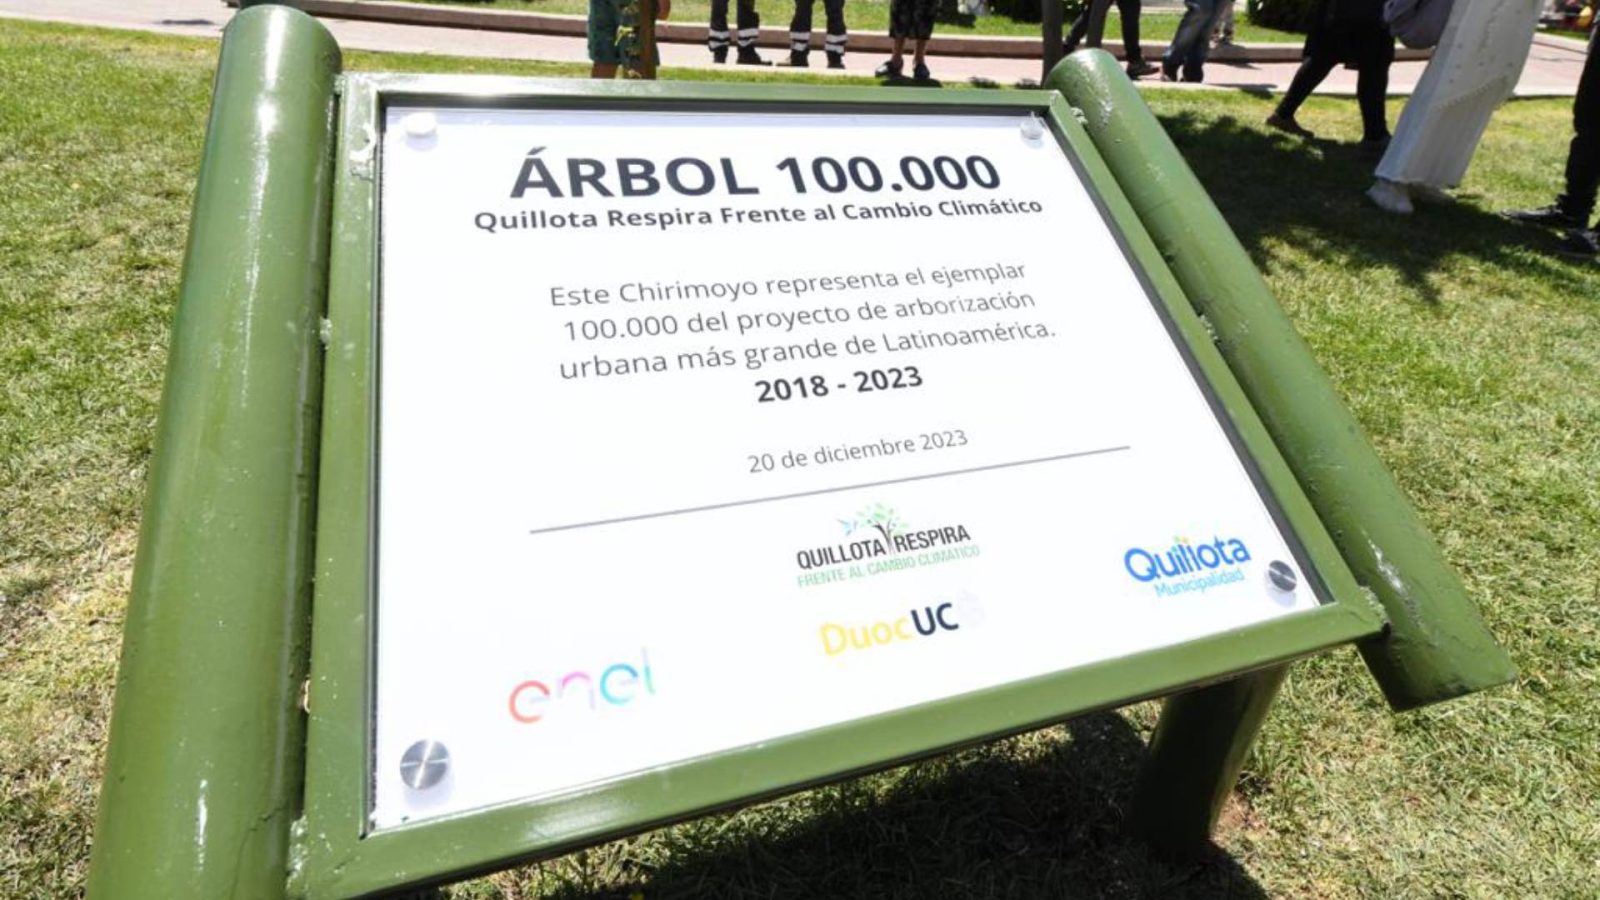 ÁRBOL 100.000
Quillota Respira Frente al Cambio Climático
Este Chirimoyo representa el ejemplar
100.000 del proyecto de arborización
urbana más grande de Latinoamérica.
2018 - 2023
20 de diciembre 2023
QUILLOTA RESPIRA
FRENTE AL CAMBIO CLIMÁTICO
Quillota
Municipalidad
DuocUC
enel